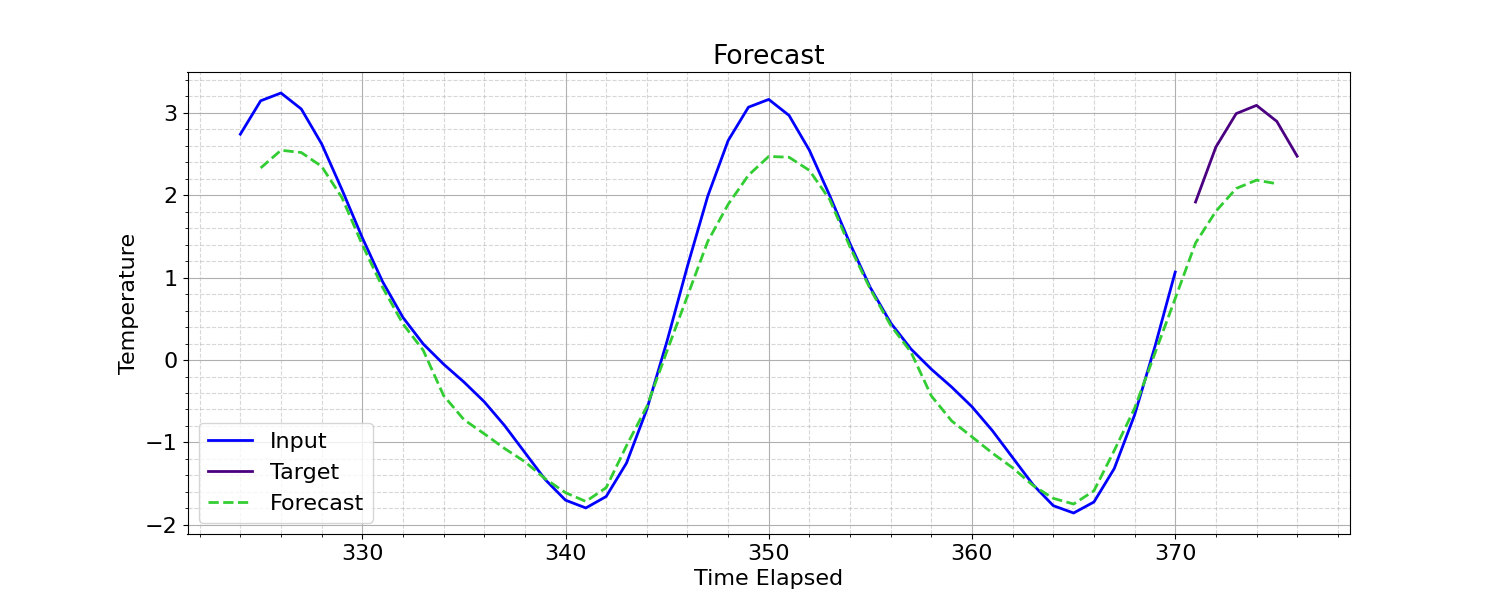 Forecast
Temperature
3
2
1
0
−1
−2
Input
Target
Forecast
330 340 350 360 370
Time Elapsed